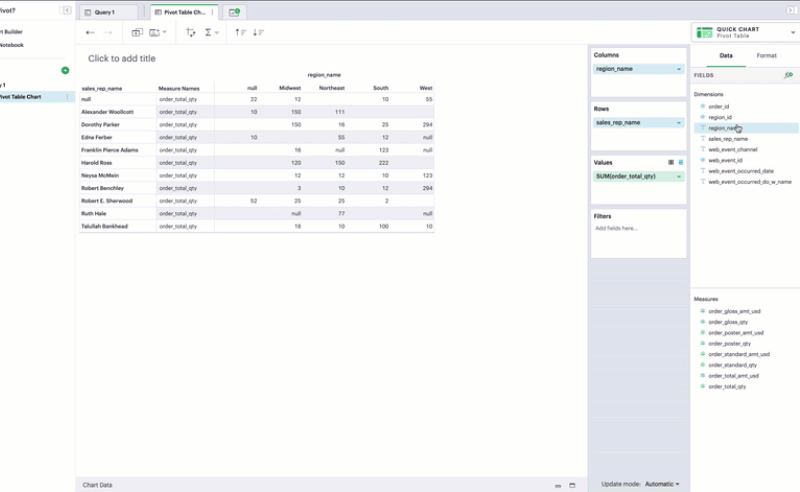 Pivot?
rt Builder
Notebook
y 1
Pivot Table Chart
Query 1
Pivot Table Ch...
Click to add title
region_name
sales_rep_name Measure Names null Midwest Northeast South West
null order_total_qty 22 12 10 55
Alexander Woollcott order_total_qty 10 150 111
Dorothy Parker order_total_qty 150 16 25 294
Edna Ferber order_total_qty 10 55 12 null
Franklin Pierce Adams order_total_qty 16 null 123 null
Harold Ross order_total_qty 120 150 222
Neysa McMein order_total_qty 12 12 10 123
Robert Benchley order_total_qty 3 10 12 294
Robert E. Sherwood order_total_qty 52 25 25 2
Ruth Hale order_total_qty null 77 null
Talullah Bankhead order_total_qty 18 10 100 10
Chart Data
Columns
region_name
Rows
sales_rep_name
Values
SUM(order_total_qty)
Filters
Add fields here...
Update mode: Automatic
QUICK CHART
Pivot Table
Data Format
FIELDS
Dimensions
order_id
region_id
region_name
sales_rep_name
web_event_channel
web_event_id
web_event_occurred_date
web_event_occurred_do_w_name
Measures
order_gloss_amt_usd
order_gloss_qty
order_poster_amt_usd
order_poster_qty
order_standard_amt_usd
order_standard_qty
order_total_amt_usd
order_total_qty